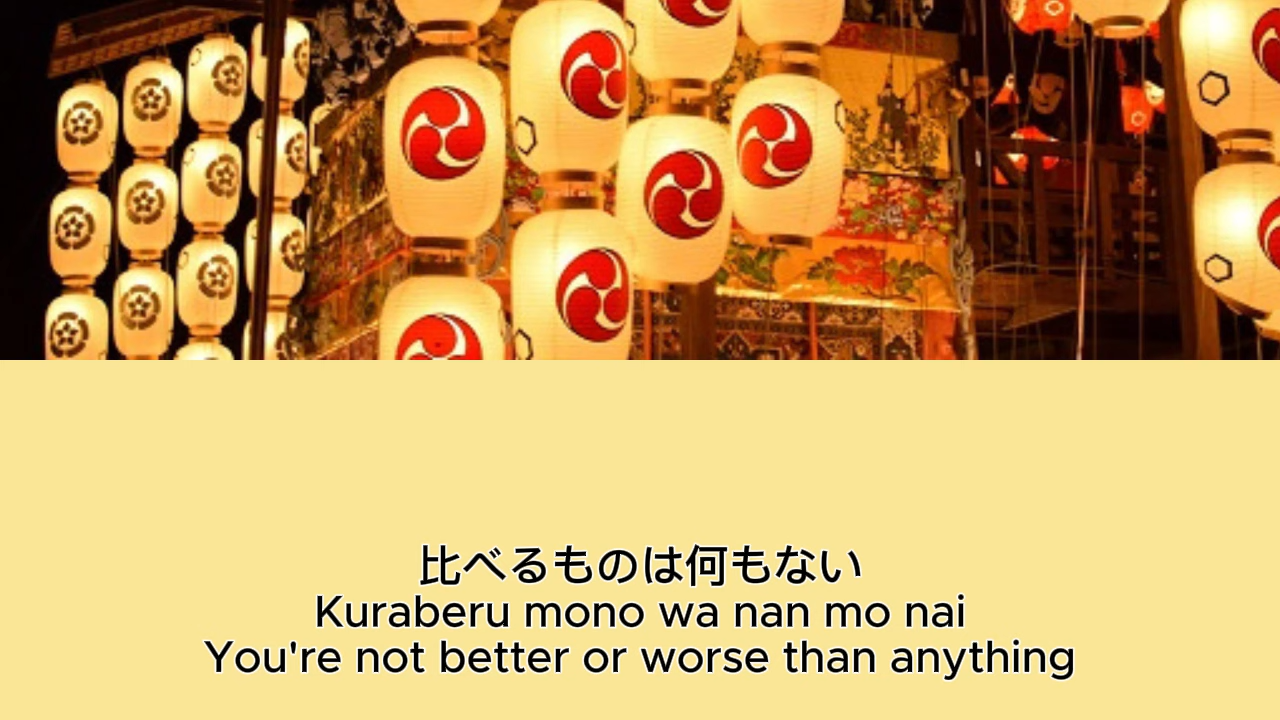 比べるものは何もない
Kuraberu mono wa nan mo nai
You're not better or worse than anything